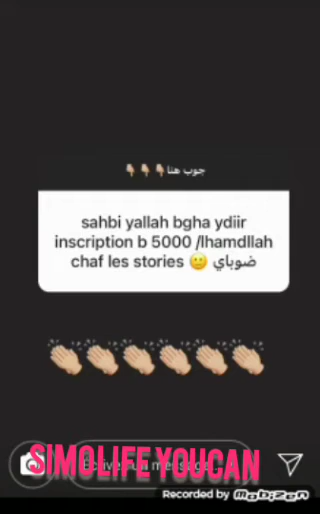 جوب هنا👇🏼👇🏼👇🏼
sahbi yallah bgha ydiir
inscription b 5000 /lhamdllah
chaf les stories 🙂 ضوباي
👏🏼👏🏼👏🏼👏🏼👏🏼👏🏼
SIMOLIFE YOUCAN
Recorded by mobizen